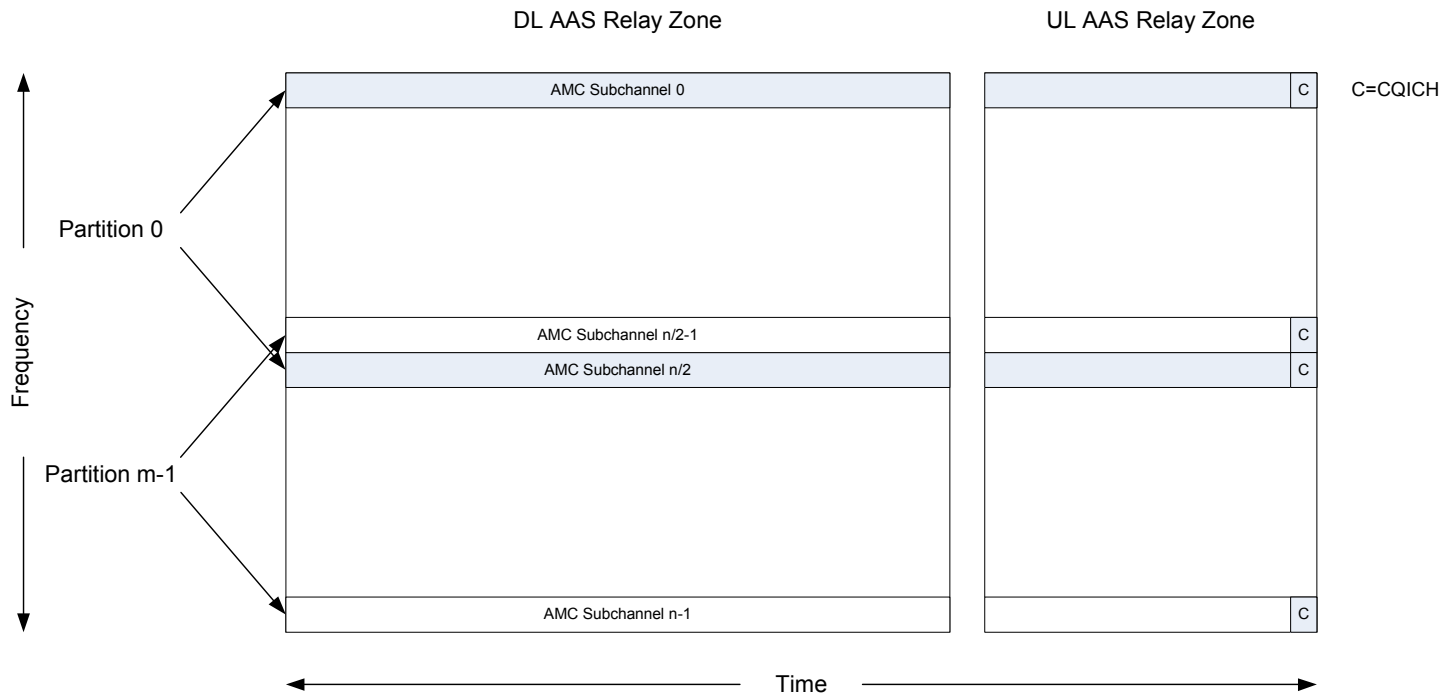 DL AAS Relay Zone
UL AAS Relay Zone
AMC Subchannel 0
C
C=CQICH
Partition 0
Frequency
AMC Subchannel n/2-1
C
AMC Subchannel n/2
C
Partition m-1
AMC Subchannel n-1
C
Time